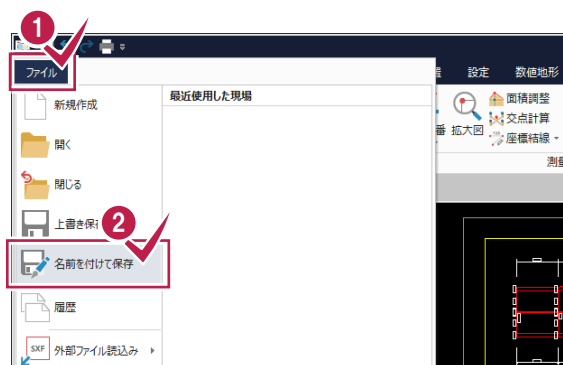 1
ファイル
設定
数値地形
新規作成
最近使用した現場
面積調整
開く
拡大図
交点計算
番
座標結線
閉じる
測量
上書き保
2
名前を付けて保存
履歴
SXF
外部ファイル読込み